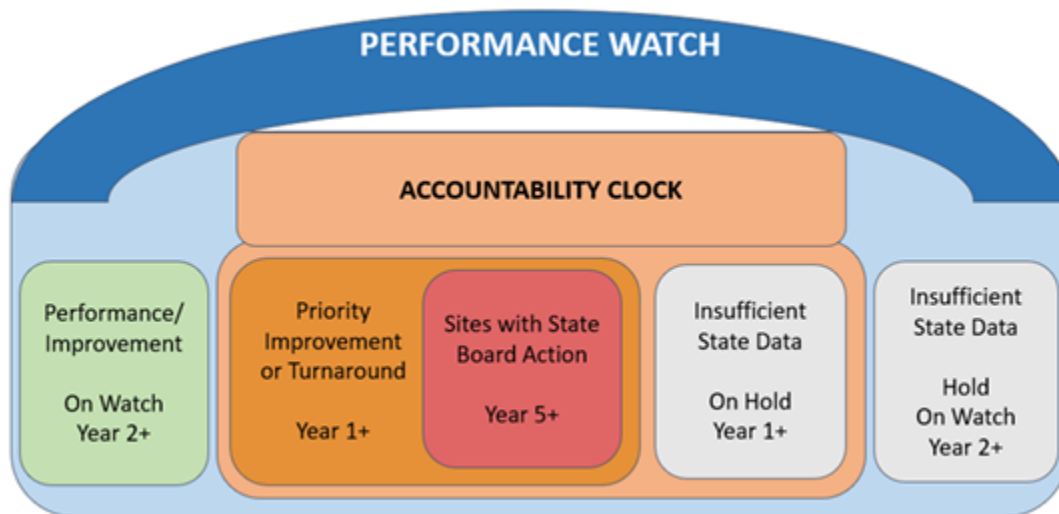 PERFORMANCE WATCH
ACCOUNTABILITY CLOCK
Performance/
Improvement
On Watch
Year 2+
Priority
Improvement
or Turnaround
Year 1+
Sites with State
Board Action
Year 5+
Insufficient
State Data
On Hold
Year 1+
Insufficient
State Data
Hold
On Watch
Year 2+